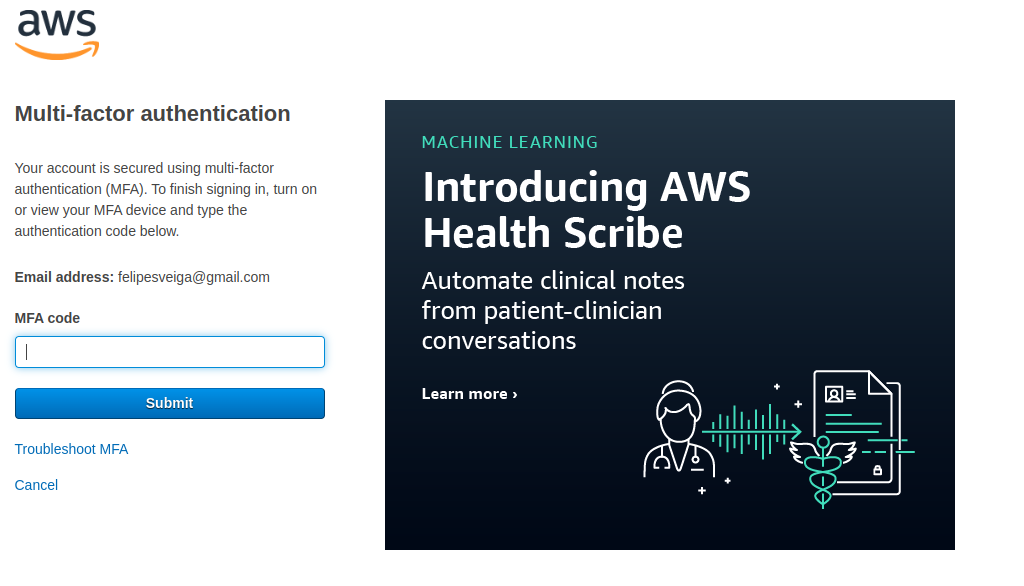 aws
Multi-factor authentication
Your account is secured using multi-factor
authentication (MFA). To finish signing in, turn on
or view your MFA device and type the
authentication code below.
Email address: felipesveiga@gmail.com
MFA code
Submit
Troubleshoot MFA
Cancel
MACHINE LEARNING
Introducing AWS
Health Scribe
Automate clinical notes
from patient-clinician
conversations
Learn more ›